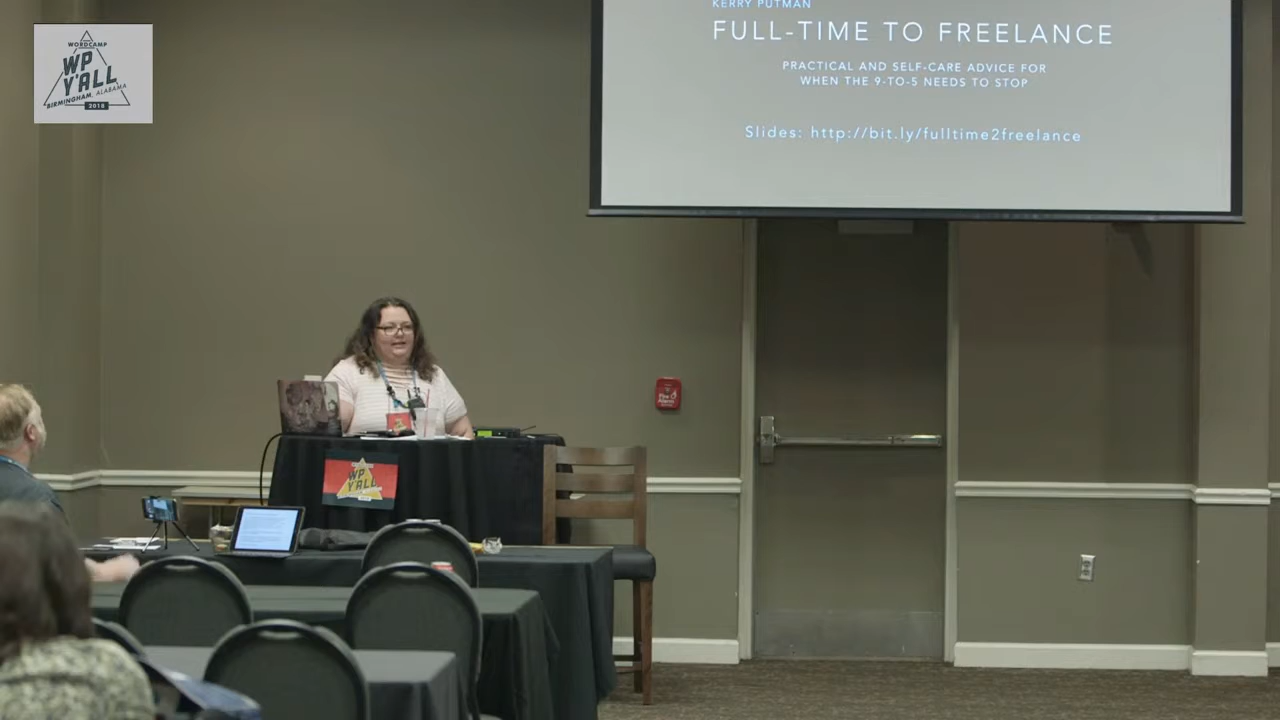 WORDCAMP
WP
Y'ALL
BIRMINGHAM, ALABAMA
2018
KERRY PUTMAN
FULL-TIME TO FREELANCE
PRACTICAL AND SELF-CARE ADVICE FOR
WHEN THE 9-TO-5 NEEDS TO STOP
Slides: http://bit.ly/fulltime2freelance
WP
Y'ALL